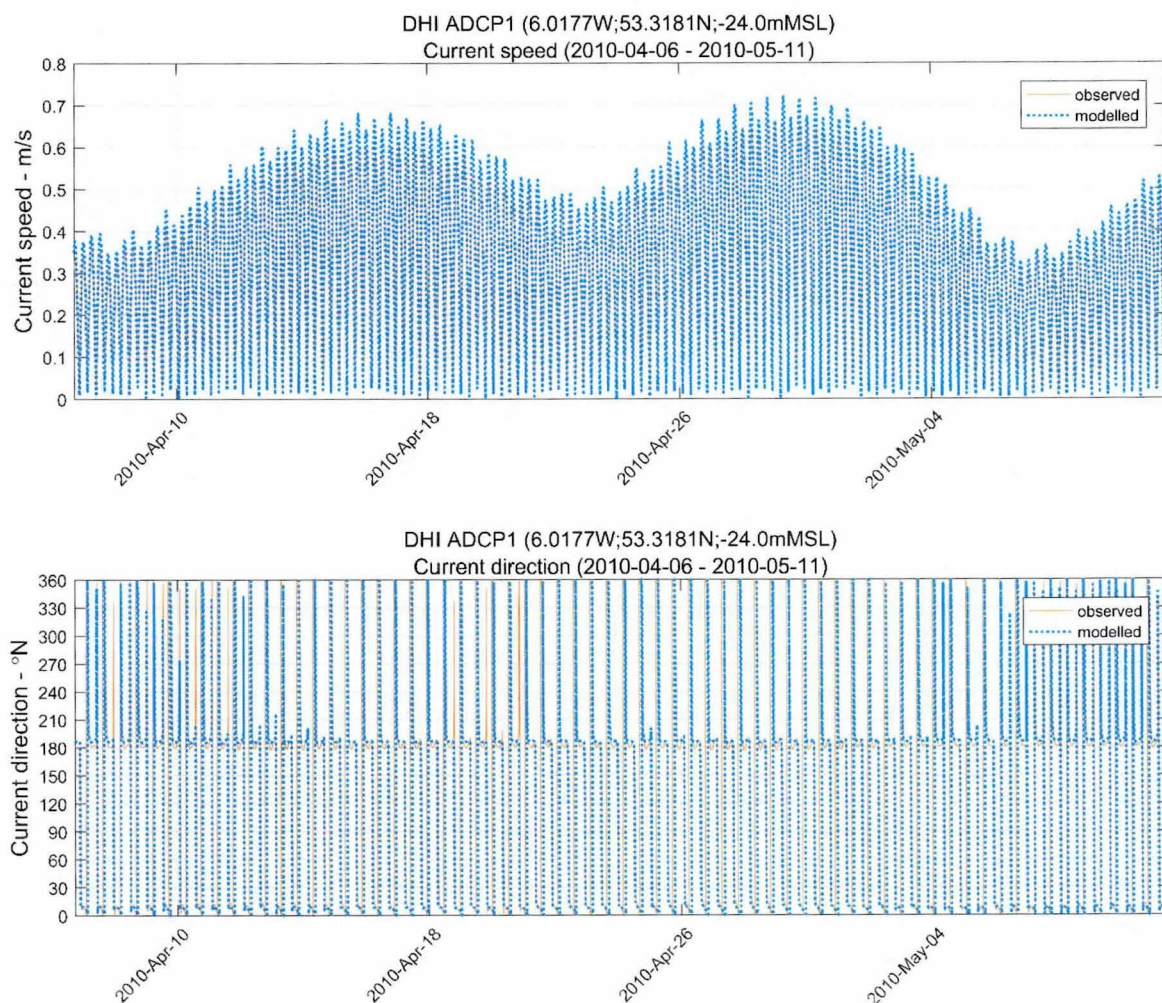 DHI ADCP1 (6.0177W;53.3181N;-24.0mMSL)
Current speed (2010-04-06 - 2010-05-11)
Current speed - m/s
0.8
0.7
0.6
0.5
0.4
0.3
0.2
0.1
0
observed
modelled
2010-Apr-10
2010-Apr-18
2010-Apr-26
2010-May-04
DHI ADCP1 (6.0177W;53.3181N;-24.0mMSL)
Current direction (2010-04-06 - 2010-05-11)
Current direction - °N
360
330
300
270
240
210
180
150
120
90
60
30
0
observed
modelled
2010-Apr-10
2010-Apr-18
2010-Apr-26
2010-May-04